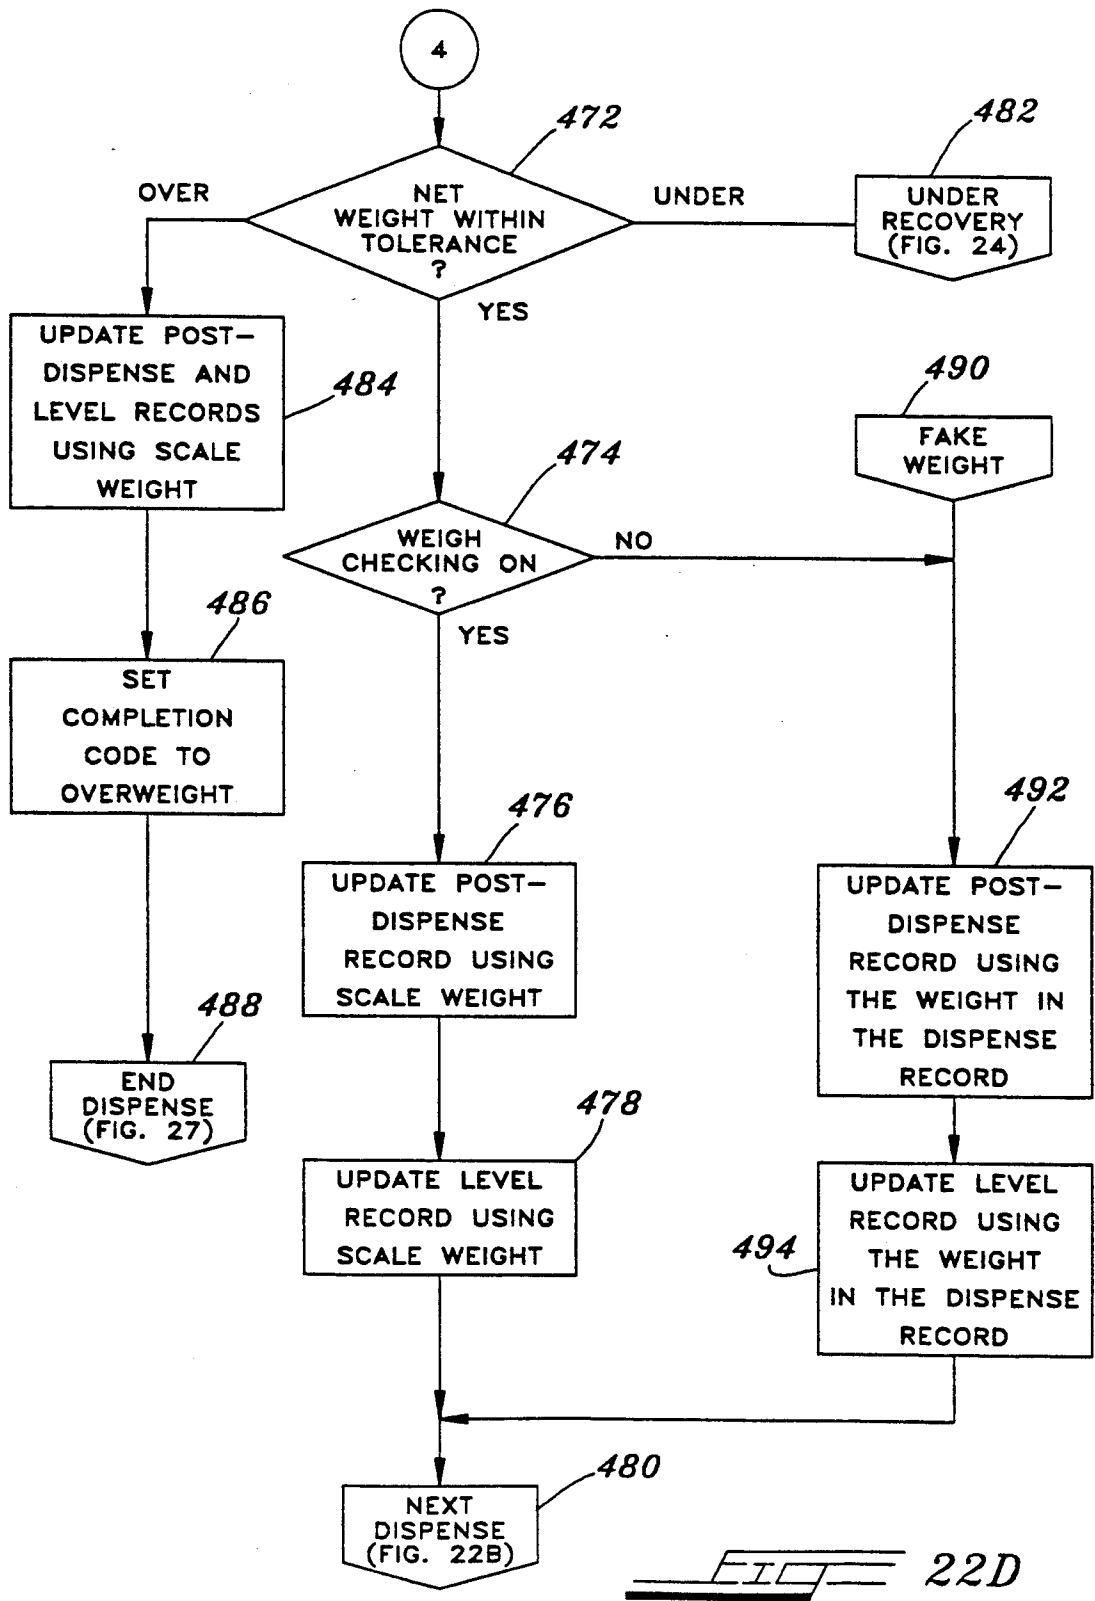 4
472
482
OVER
NET
WEIGHT WITHIN
TOLERANCE
?
UNDER
UNDER
RECOVERY
(FIG. 24)
YES
UPDATE POST-
DISPENSE AND
LEVEL RECORDS
USING SCALE
WEIGHT
484
490
FAKE
WEIGHT
474
WEIGH
CHECKING ON
?
NO
YES
486
SET
COMPLETION
CODE TO
OVERWEIGHT
476
UPDATE POST-
DISPENSE
RECORD USING
SCALE WEIGHT
492
UPDATE POST-
DISPENSE
RECORD USING
THE WEIGHT IN
THE DISPENSE
RECORD
488
END
DISPENSE
(FIG. 27)
478
UPDATE LEVEL
RECORD USING
SCALE WEIGHT
494
UPDATE LEVEL
RECORD USING
THE WEIGHT
IN THE DISPENSE
RECORD
480
NEXT
DISPENSE
(FIG. 22B)
FIG 22D